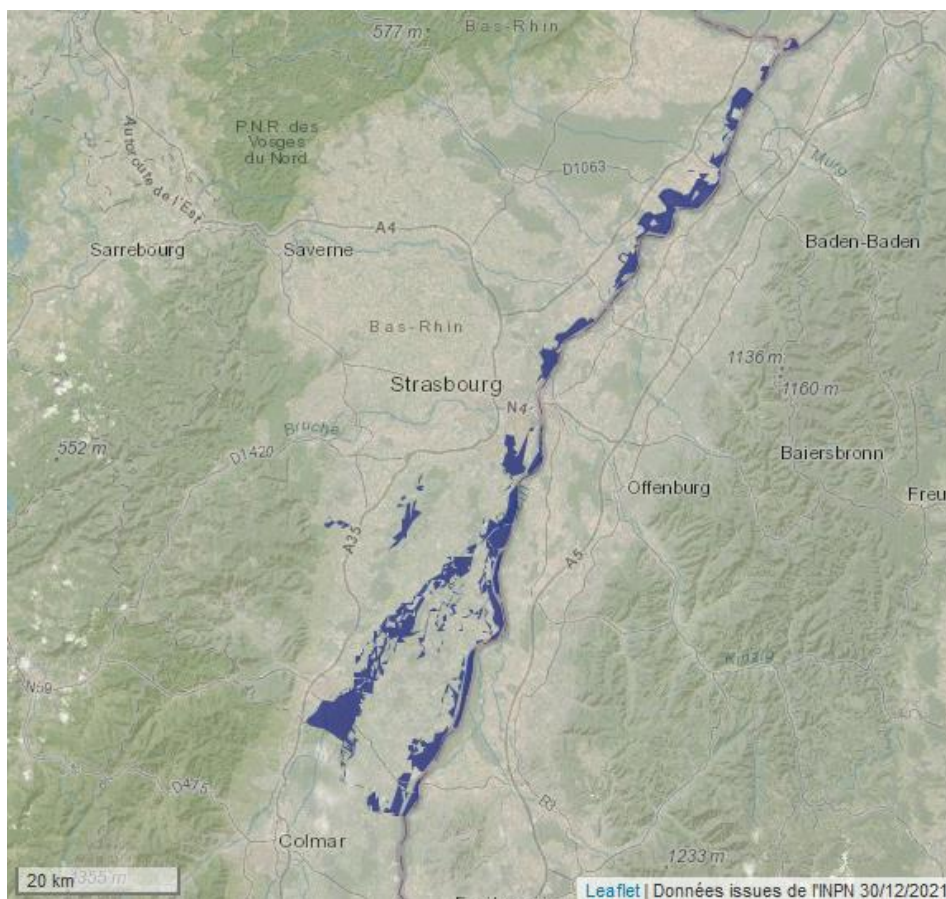 577 m
Bas-Rhin
P.N.R. des
Vosges
du Nord
D1063
Murg
Autoroute de l'Est
A4
Sarrebourg
Saverne
Baden-Baden
Bas-Rhin
1136 m
1160 m
Strasbourg
N4
Bruche
552 m
D1420
Baiersbronn
Offenburg
Freu
A35
A5
Kinzig
N59
D475
Colmar
1233 m
20 km
1355 m
Leaflet | Données issues de l'INPN 30/12/2021